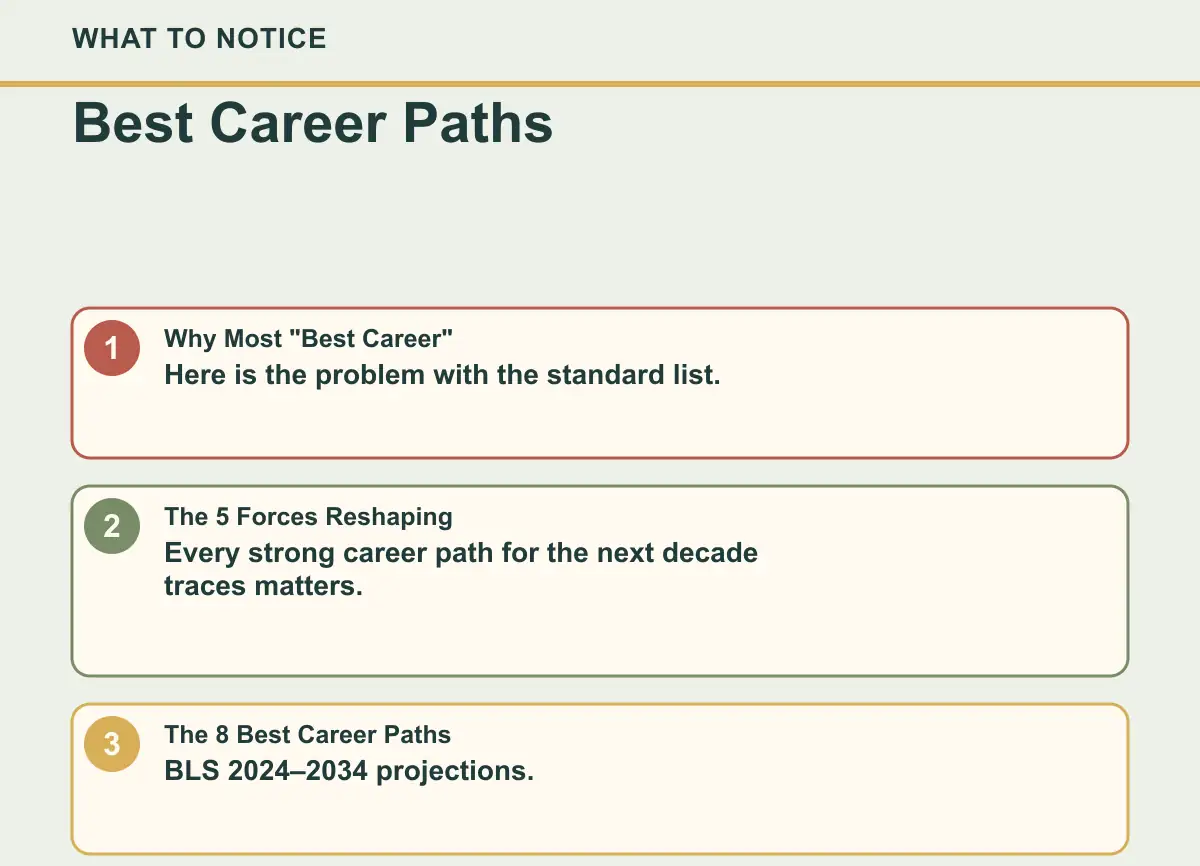 WHAT TO NOTICE
Best Career Paths
1
Why Most "Best Career"
Here is the problem with the standard list.
2
The 5 Forces Reshaping
Every strong career path for the next decade
traces matters.
3
The 8 Best Career Paths
BLS 2024–2034 projections.